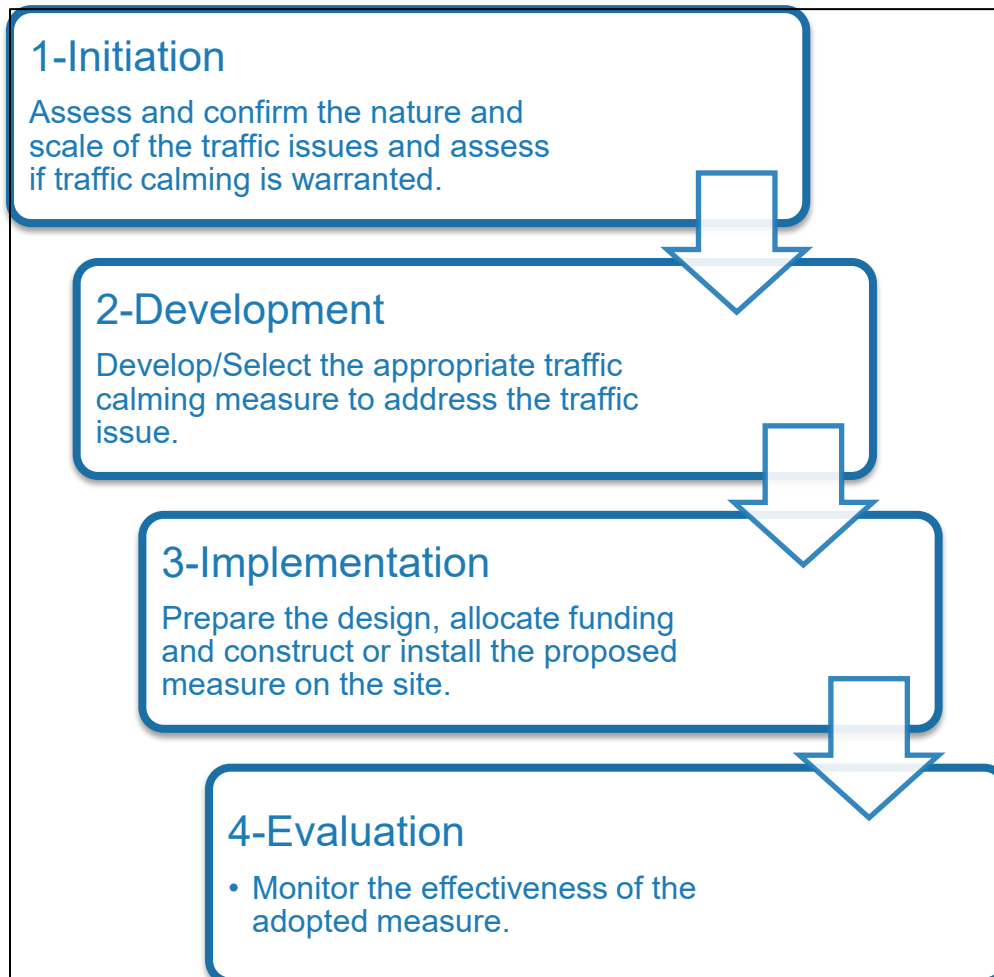 1-Initiation
Assess and confirm the nature and
scale of the traffic issues and assess
if traffic calming is warranted.
2-Development
Develop/Select the appropriate traffic
calming measure to address the traffic
issue.
3-Implementation
Prepare the design, allocate funding
and construct or install the proposed
measure on the site.
4-Evaluation
• Monitor the effectiveness of the
adopted measure.